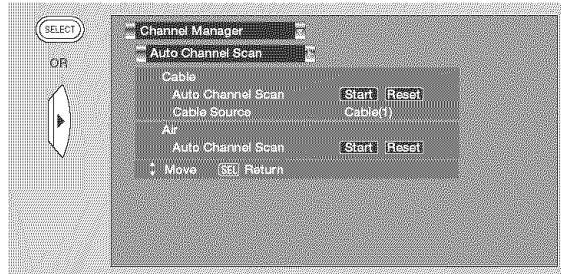 SELECT
OR
Channel Manager
Auto Channel Scan
Cable
Auto Channel Scan Start Reset
Cable Source Cable(1)
Air
Auto Channel Scan Start Reset
Move SEL Return